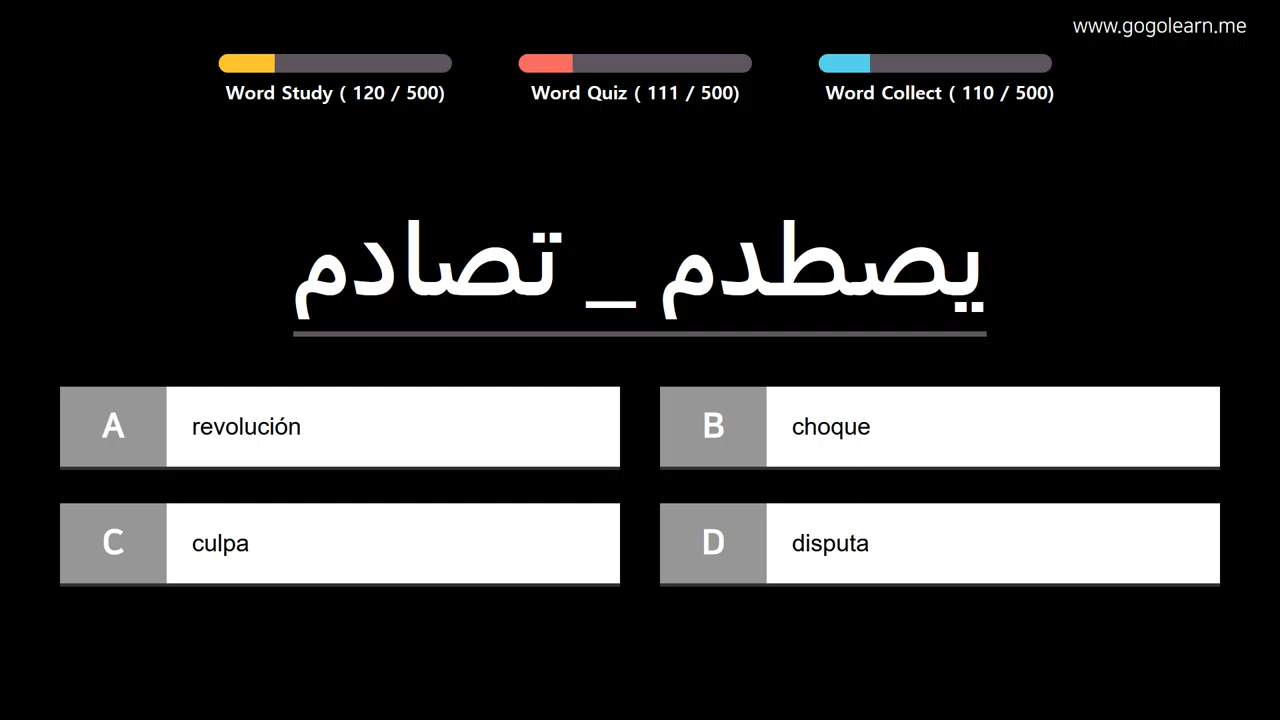 www.gogolearn.me
Word Study ( 120 / 500)
Word Quiz ( 111 / 500)
Word Collect ( 110 / 500)
يصطدم _ تصادم
A revolución
B choque
C culpa
D disputa